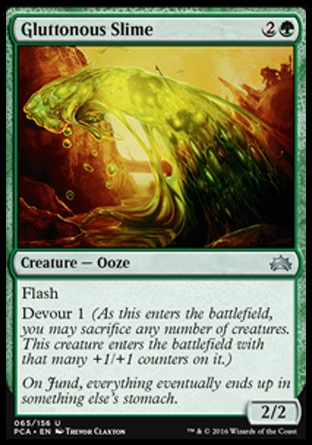 Gluttonous Slime 2
Creature — Ooze
Flash
Devour 1 (As this enters the battlefield,
you may sacrifice any number of creatures.
This creature enters the battlefield with
that many +1/+1 counters on it.)
On Jund, everything eventually ends up in
something else's stomach.
2/2
065/156 U
PCA • EN Trevor Claxton
™ & © 2016 Wizards of the Coast